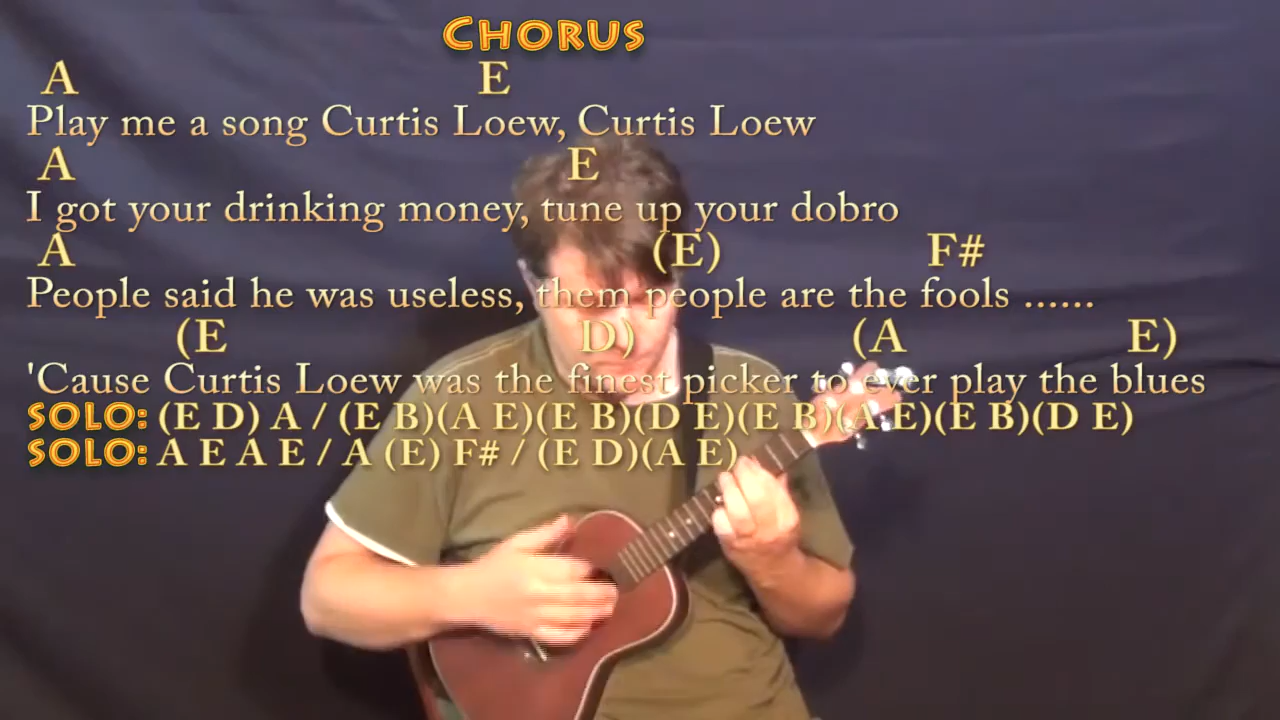 CHORUS
A E
Play me a song Curtis Loew, Curtis Loew
A E
I got your drinking money, tune up your dobro
A (E) F#
People said he was useless, them people are the fools ......
(E D) (A E)
'Cause Curtis Loew was the finest picker to ever play the blues
SOLO: (E D) A / (E B)(A E)(E B)(D E)(E B)(A E)(E B)(D E)
SOLO: A E A E / A (E) F# / (E D)(A E)